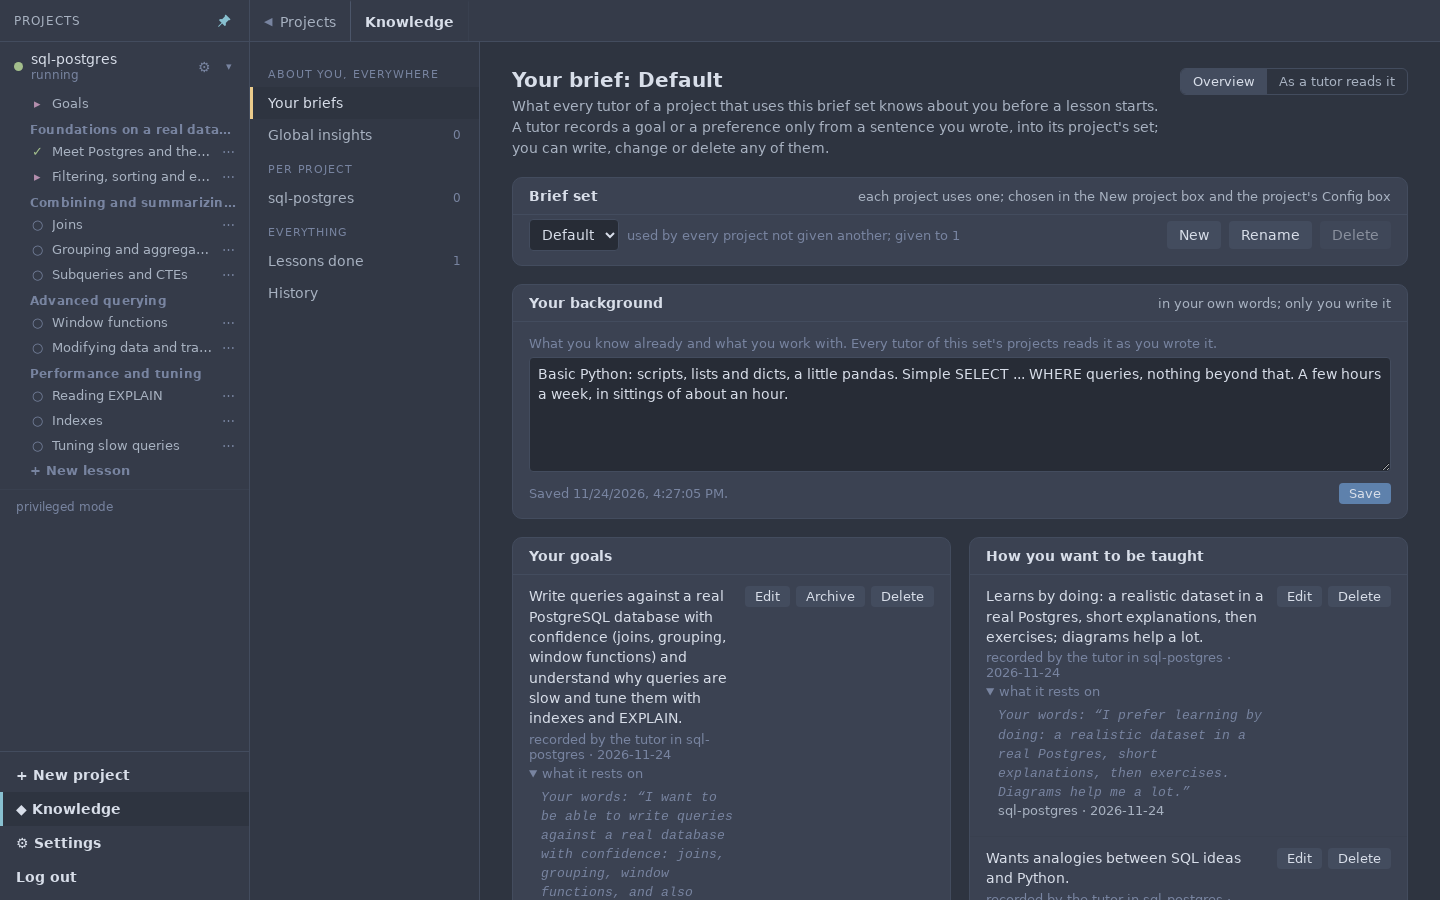 PROJECTS
sql-postgres
running
Goals
Foundations on a real data...
Meet Postgres and the...
Filtering, sorting and e...
Combining and summarizin...
Joins
Grouping and aggrega...
Subqueries and CTEs
Advanced querying
Window functions
Modifying data and tra...
Performance and tuning
Reading EXPLAIN
Indexes
Tuning slow queries
+ New lesson
privileged mode
+ New project
◆ Knowledge
⚙ Settings
Log out
◀ Projects
Knowledge
ABOUT YOU, EVERYWHERE
Your briefs
Global insights 0
PER PROJECT
sql-postgres 0
EVERYTHING
Lessons done 1
History
Your brief: Default
Overview
As a tutor reads it
What every tutor of a project that uses this brief set knows about you before a lesson starts.
A tutor records a goal or a preference only from a sentence you wrote, into its project's set;
you can write, change or delete any of them.
Brief set
each project uses one; chosen in the New project box and the project's Config box
Default
used by every project not given another; given to 1
New
Rename
Delete
Your background
in your own words; only you write it
What you know already and what you work with. Every tutor of this set's projects reads it as you wrote it.
Basic Python: scripts, lists and dicts, a little pandas. Simple SELECT ... WHERE queries, nothing beyond that. A few hours
a week, in sittings of about an hour.
Saved 11/24/2026, 4:27:05 PM.
Save
Your goals
Write queries against a real
PostgreSQL database with
confidence (joins, grouping,
window functions) and
understand why queries are
slow and tune them with
indexes and EXPLAIN.
Edit
Archive
Delete
recorded by the tutor in sql-
postgres · 2026-11-24
▼ what it rests on
Your words: “I want to
be able to write queries
against a real database
with confidence: joins,
grouping, window
functions, and also
How you want to be taught
Learns by doing: a realistic dataset in a
real Postgres, short explanations, then
exercises; diagrams help a lot.
Edit
Delete
recorded by the tutor in sql-postgres ·
2026-11-24
▼ what it rests on
Your words: “I prefer learning by
doing: a realistic dataset in a
real Postgres, short
explanations, then exercises.
Diagrams help me a lot.”
sql-postgres · 2026-11-24
Wants analogies between SQL ideas
and Python.
Edit
Delete
recorded by the tutor in sql-postgres ·